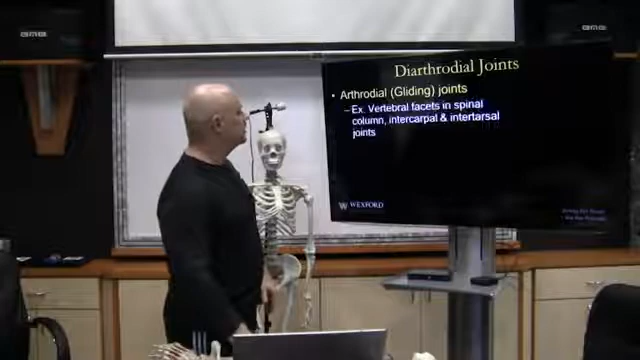 Diarthrodial Joints
• Arthrodial (Gliding) joints
– Ex. Vertebral facets in spinal
column, intercarpal & intertarsal
joints
W WEXFORD